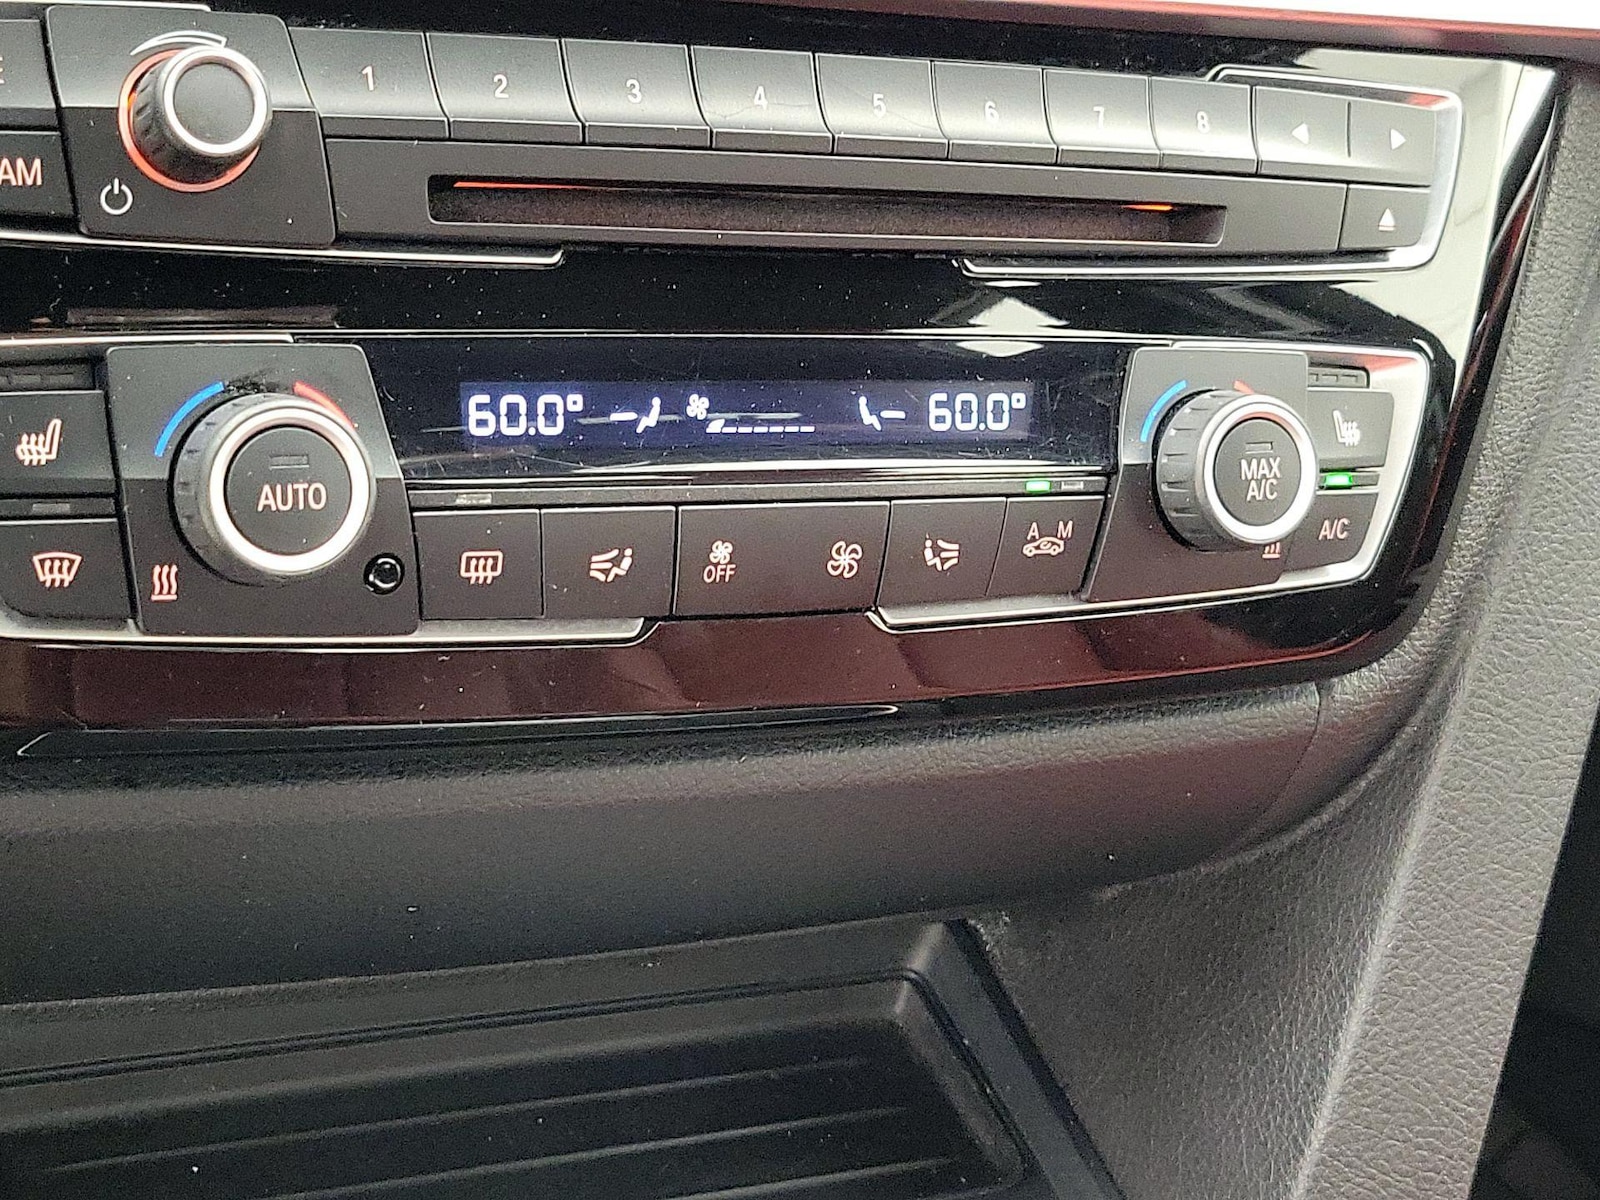 1 2 3 4 5 6 7 8
AM
60.0° 60.0°
AUTO
MAX
A/C
OFF
A M
A/C